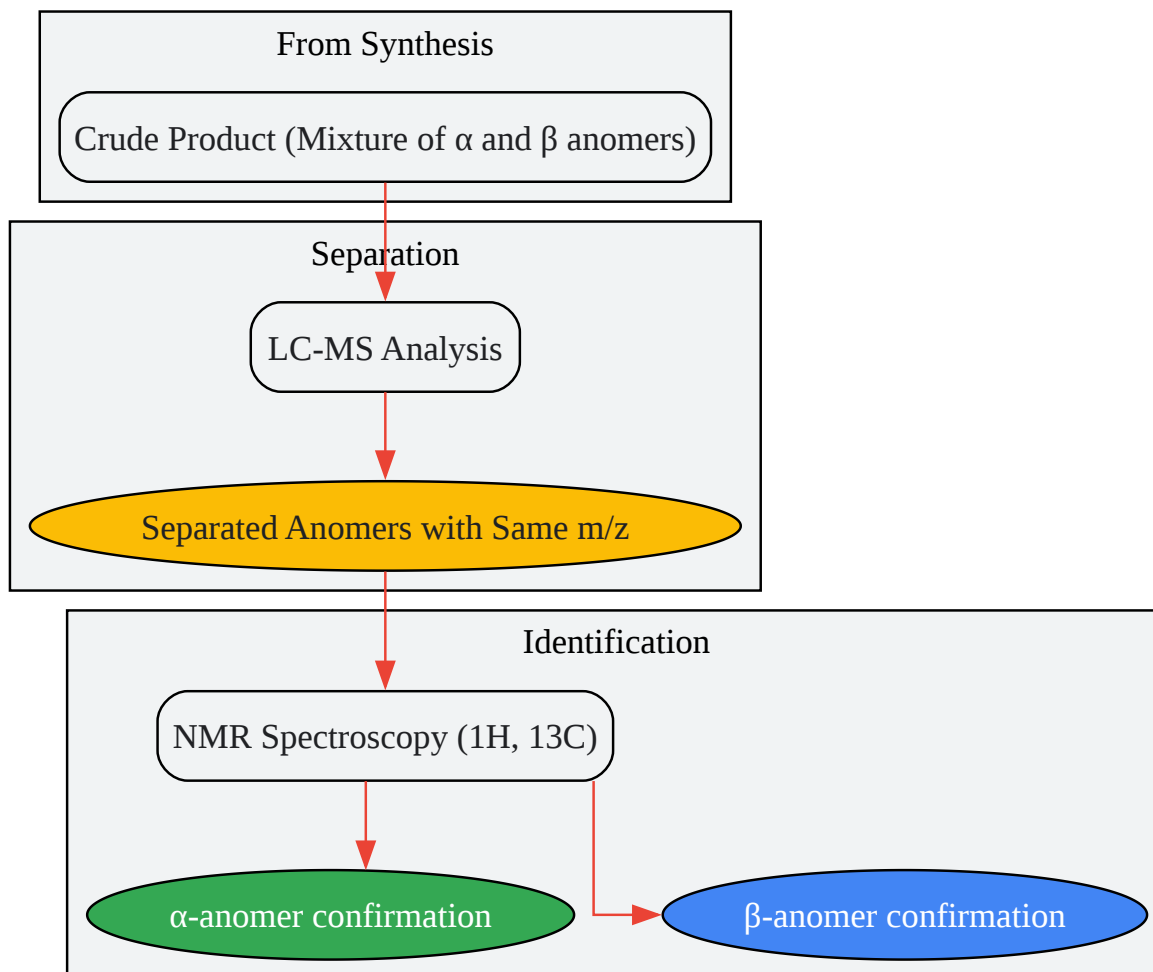 From Synthesis
Crude Product (Mixture of α and β anomers)
Separation
LC-MS Analysis
Separated Anomers with Same m/z
Identification
NMR Spectroscopy (1H, 13C)
α-anomer confirmation
β-anomer confirmation